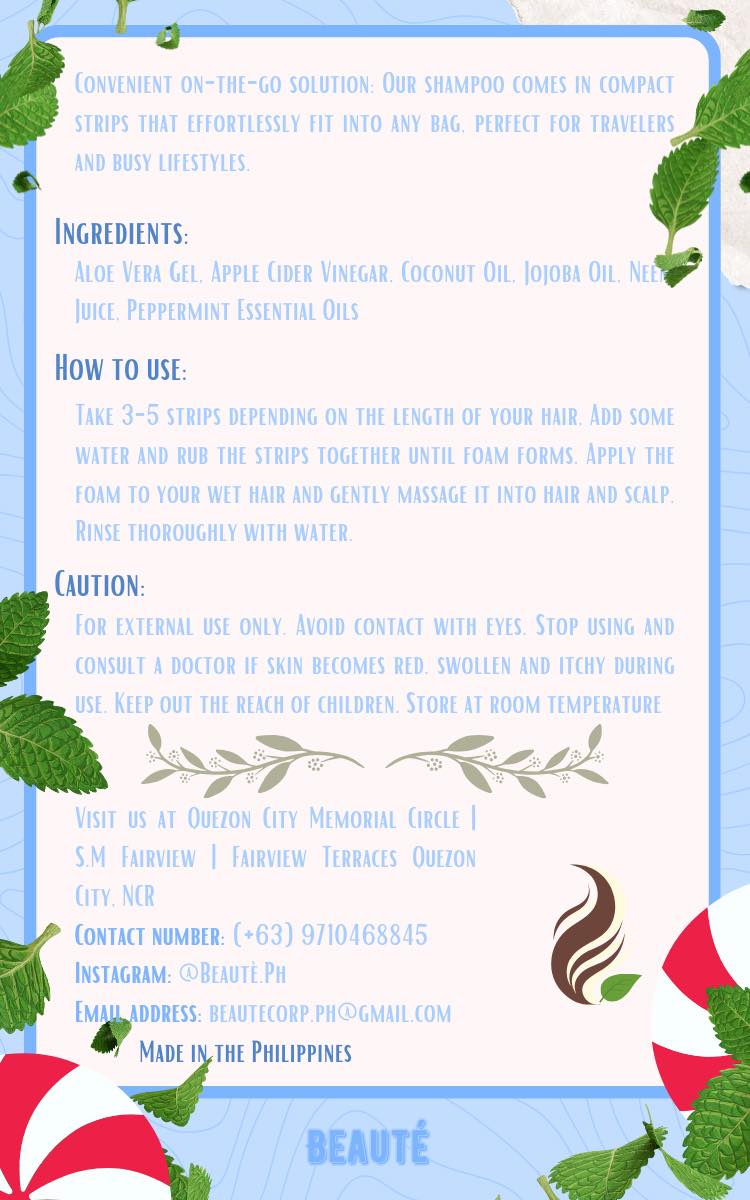 Convenient on-the-go solution: Our shampoo comes in compact
strips that effortlessly fit into any bag, perfect for travelers
and busy lifestyles.
Ingredients:
Aloe Vera Gel, Apple Cider Vinegar, Coconut Oil, Jojoba Oil, Neem
Juice, Peppermint Essential Oils
How to use:
Take 3-5 strips depending on the length of your hair. Add some
water and rub the strips together until foam forms. Apply the
foam to your wet hair and gently massage it into hair and scalp.
Rinse thoroughly with water.
Caution:
For external use only. Avoid contact with eyes. Stop using and
consult a doctor if skin becomes red, swollen and itchy during
use. Keep out the reach of children. Store at room temperature
Visit us at Quezon City Memorial Circle |
S.M Fairview | Fairview Terraces Quezon
City, NCR
Contact number: (+63) 9710468845
Instagram: @Beautè.Ph
Email address: beautecorp.ph@gmail.com
Made in the Philippines
BEAUTÉ